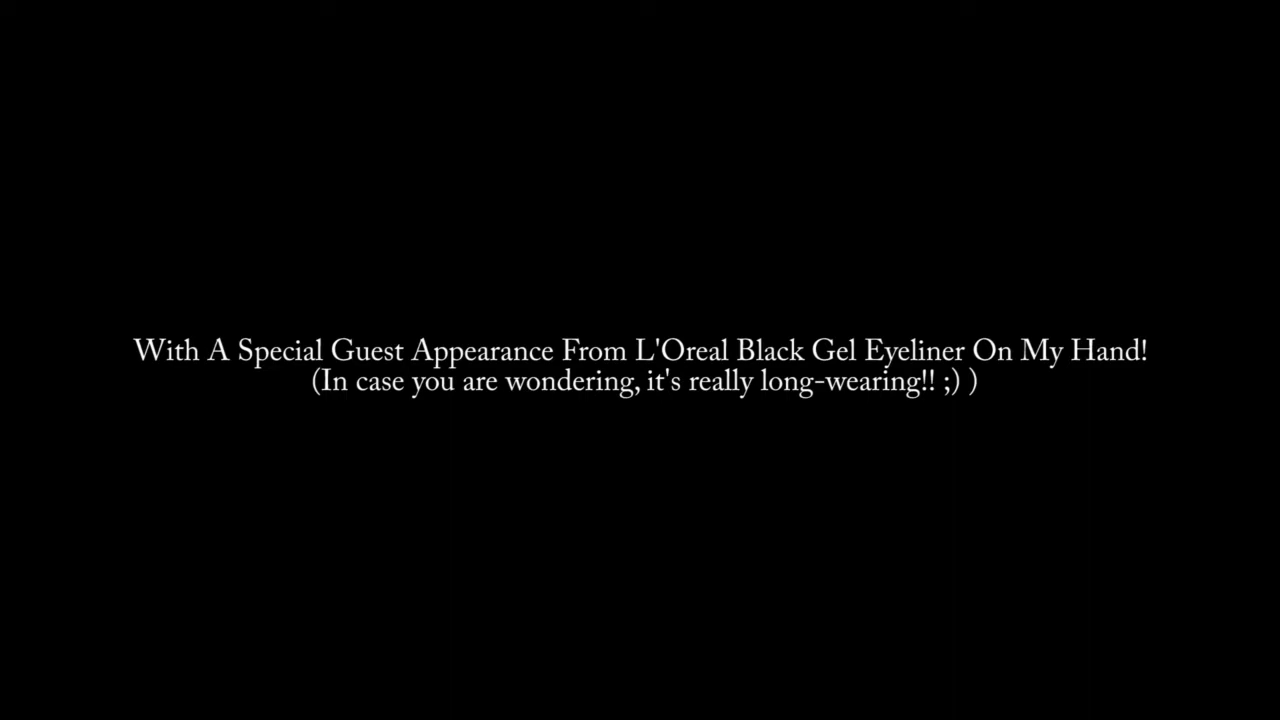 With A Special Guest Appearance From L'Oreal Black Gel Eyeliner On My Hand!
(In case you are wondering, it's really long-wearing!! ;) )